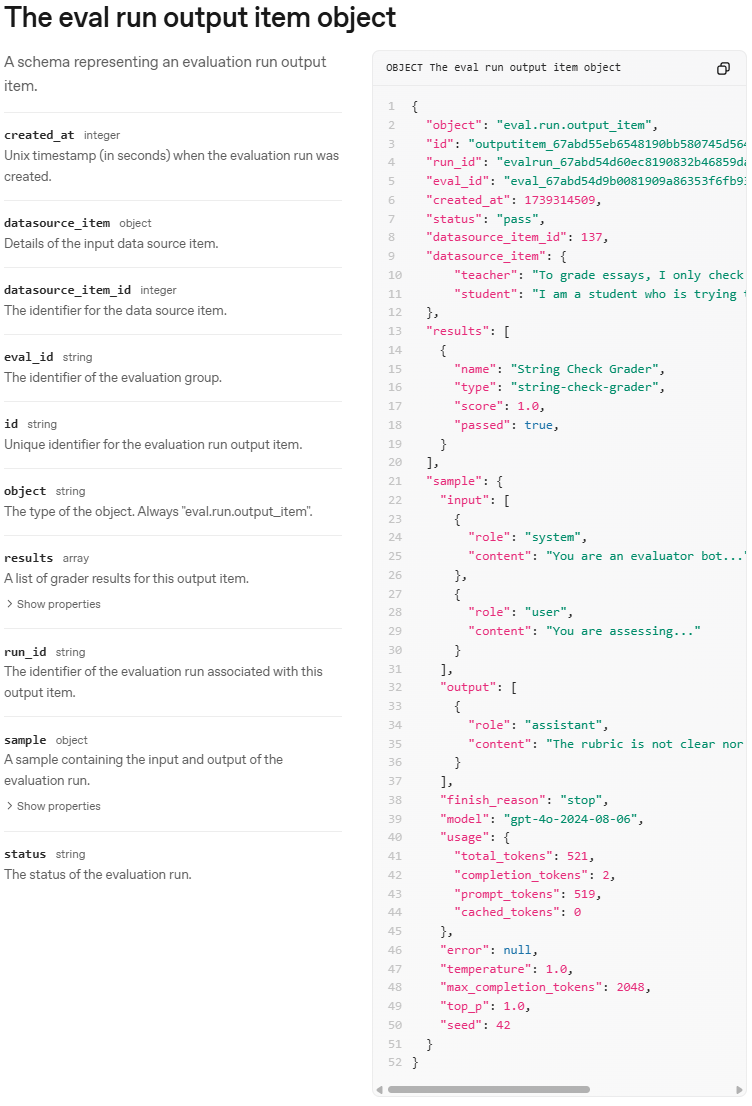 The eval run output item object
A schema representing an evaluation run output
item.
created_at integer
Unix timestamp (in seconds) when the evaluation run was
created.
datasource_item object
Details of the input data source item.
datasource_item_id integer
The identifier for the data source item.
eval_id string
The identifier of the evaluation group.
id string
Unique identifier for the evaluation run output item.
object string
The type of the object. Always "eval.run.output_item".
results array
A list of grader results for this output item.
Show properties
run_id string
The identifier of the evaluation run associated with this
output item.
sample object
A sample containing the input and output of the
evaluation run.
Show properties
status string
The status of the evaluation run.
OBJECT The eval run output item object
1 {
2 "object": "eval.run.output_item",
3 "id": "outputitem_67abd55eb6548190bb580745d564
4 "run_id": "evalrun_67abd54d60ec8190832b46859da
5 "eval_id": "eval_67abd54d9b0081909a86353f6fb93
6 "created_at": 1739314509,
7 "status": "pass",
8 "datasource_item_id": 137,
9 "datasource_item": {
10 "teacher": "To grade essays, I only check
11 "student": "I am a student who is trying
12 },
13 "results": [
14 {
15 "name": "String Check Grader",
16 "type": "string-check-grader",
17 "score": 1.0,
18 "passed": true,
19 }
20 ],
21 "sample": {
22 "input": [
23 {
24 "role": "system",
25 "content": "You are an evaluator bot..."
26 },
27 {
28 "role": "user",
29 "content": "You are assessing..."
30 }
31 ],
32 "output": [
33 {
34 "role": "assistant",
35 "content": "The rubric is not clear nor
36 }
37 ],
38 "finish_reason": "stop",
39 "model": "gpt-4o-2024-08-06",
40 "usage": {
41 "total_tokens": 521,
42 "completion_tokens": 2,
43 "prompt_tokens": 519,
44 "cached_tokens": 0
45 },
46 "error": null,
47 "temperature": 1.0,
48 "max_completion_tokens": 2048,
49 "top_p": 1.0,
50 "seed": 42
51 }
52 }